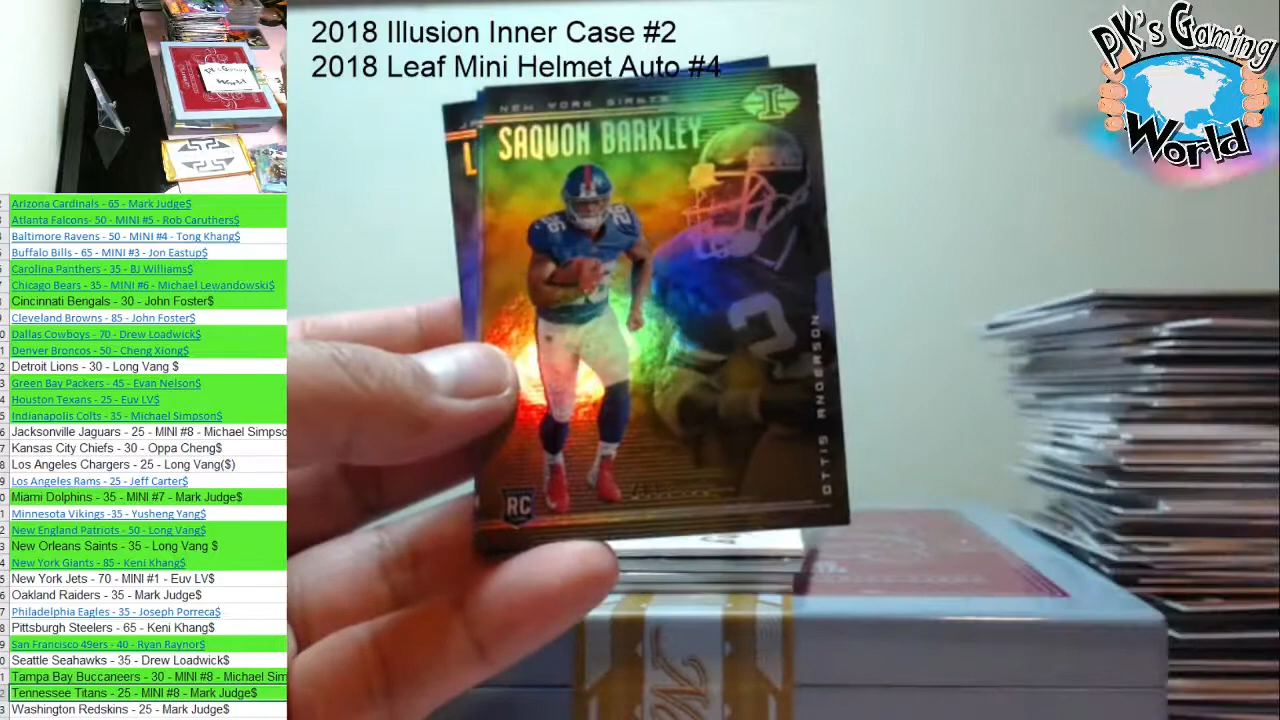 2018 Illusion Inner Case #2
2018 Leaf Mini Helmet Auto #4
PK's Gaming
World
NEW YORK GIANTS
SAQUON BARKLEY
OTTIS ANDERSON
RC
Arizona Cardinals - 65 - Mark Judge$
Atlanta Falcons- 50 - MINI #5 - Rob Caruthers$
Baltimore Ravens - 50 - MINI #4 - Tong Khang$
Buffalo Bills - 65 - MINI #3 - Jon Eastup$
Carolina Panthers - 35 - BJ Williams$
Chicago Bears - 35 - MINI #6 - Michael Lewandowski$
Cincinnati Bengals - 30 - John Foster$
Cleveland Browns - 85 - John Foster$
Dallas Cowboys - 70 - Drew Loadwick$
Denver Broncos - 50 - Cheng Xiong$
Detroit Lions - 30 - Long Vang $
Green Bay Packers - 45 - Evan Nelson$
Houston Texans - 25 - Euv LV$
Indianapolis Colts - 35 - Michael Simpson$
Jacksonville Jaguars - 25 - MINI #8 - Michael Simpso
Kansas City Chiefs - 30 - Oppa Cheng$
Los Angeles Chargers - 25 - Long Vang($)
Los Angeles Rams - 25 - Jeff Carter$
Miami Dolphins - 35 - MINI #7 - Mark Judge$
Minnesota Vikings -35 - Yusheng Yang$
New England Patriots - 50 - Long Vang$
New Orleans Saints - 35 - Long Vang $
New York Giants - 85 - Keni Khang$
New York Jets - 70 - MINI #1 - Euv LV$
Oakland Raiders - 35 - Mark Judge$
Philadelphia Eagles - 35 - Joseph Porreca$
Pittsburgh Steelers - 65 - Keni Khang$
San Francisco 49ers - 40 - Ryan Raynor$
Seattle Seahawks - 35 - Drew Loadwick$
Tampa Bay Buccaneers - 30 - MINI #8 - Michael Sim
Tennessee Titans - 25 - MINI #8 - Mark Judge$
Washington Redskins - 25 - Mark Judge$